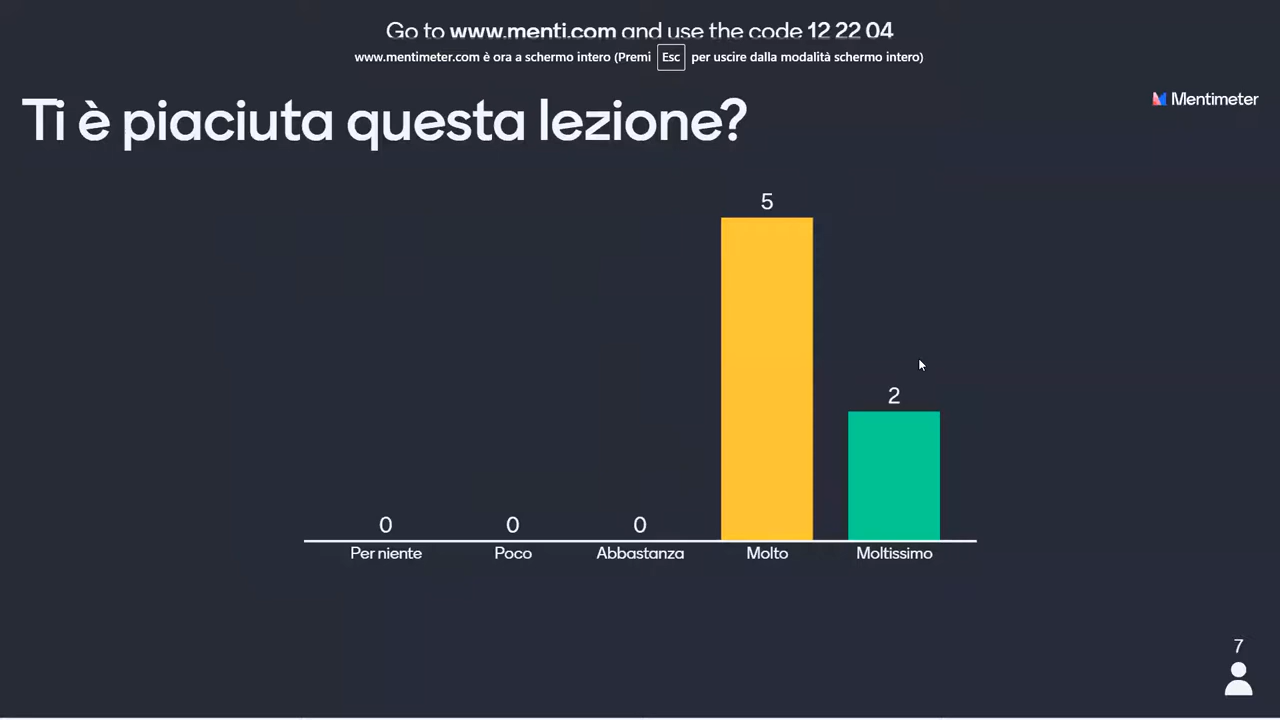 Go to www.menti.com and use the code 12 22 04
www.mentimeter.com è ora a schermo intero (Premi Esc per uscire dalla modalità schermo intero)
Mentimeter
Ti è piaciuta questa lezione?
5
2
0 0 0
Per niente Poco Abbastanza Molto Moltissimo
7